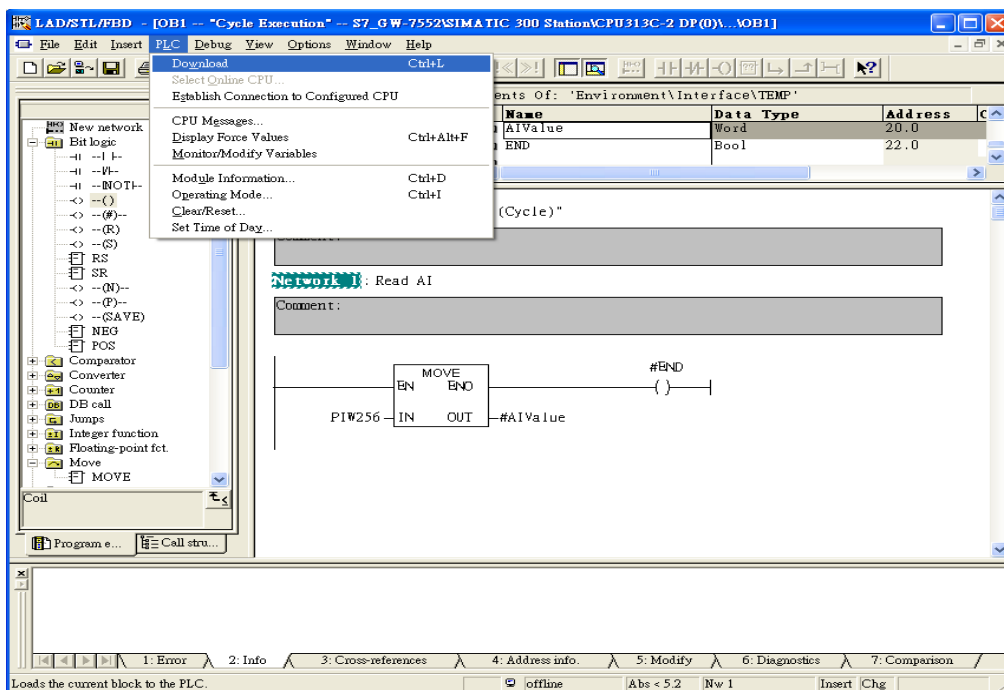 LAD/STL/FBD - [OB1 -- "Cycle Execution" -- S7_GW-7552\SIMATIC 300 Station\CPU313C-2 DP(0)\...\OB1]
File Edit Insert PLC Debug View Options Window Help
Download Ctrl+L
Select Online CPU...
Establish Connection to Configured CPU
CPU Messages...
Display Force Values Ctrl+Alt+F
Monitor/Modify Variables
Module Information... Ctrl+D
Operating Mode... Ctrl+I
Clear/Reset...
Set Time of Day...
ents Of: 'Environment\Interface\TEMP'
Name Data Type Address C
AIValue Word 20.0
END Bool 22.0
New network
Bit logic
--| |--
--|/|--
--|NOT|--
--()
--(#)--
--(R)
--(S)
RS
SR
--(N)--
--(P)--
--(SAVE)
NEG
POS
Comparator
Converter
Counter
DB call
Jumps
Integer function
Floating-point fct.
Move
MOVE
Coil
Program e... Call stru...
(Cycle)"
Comment:
Network 1: Read AI
Comment:
MOVE
EN ENO
#END
( )
PIW256 IN OUT #AIValue
1: Error 2: Info 3: Cross-references 4: Address info. 5: Modify 6: Diagnostics 7: Comparison
Loads the current block to the PLC. offline Abs < 5.2 Nw 1 Insert Chg